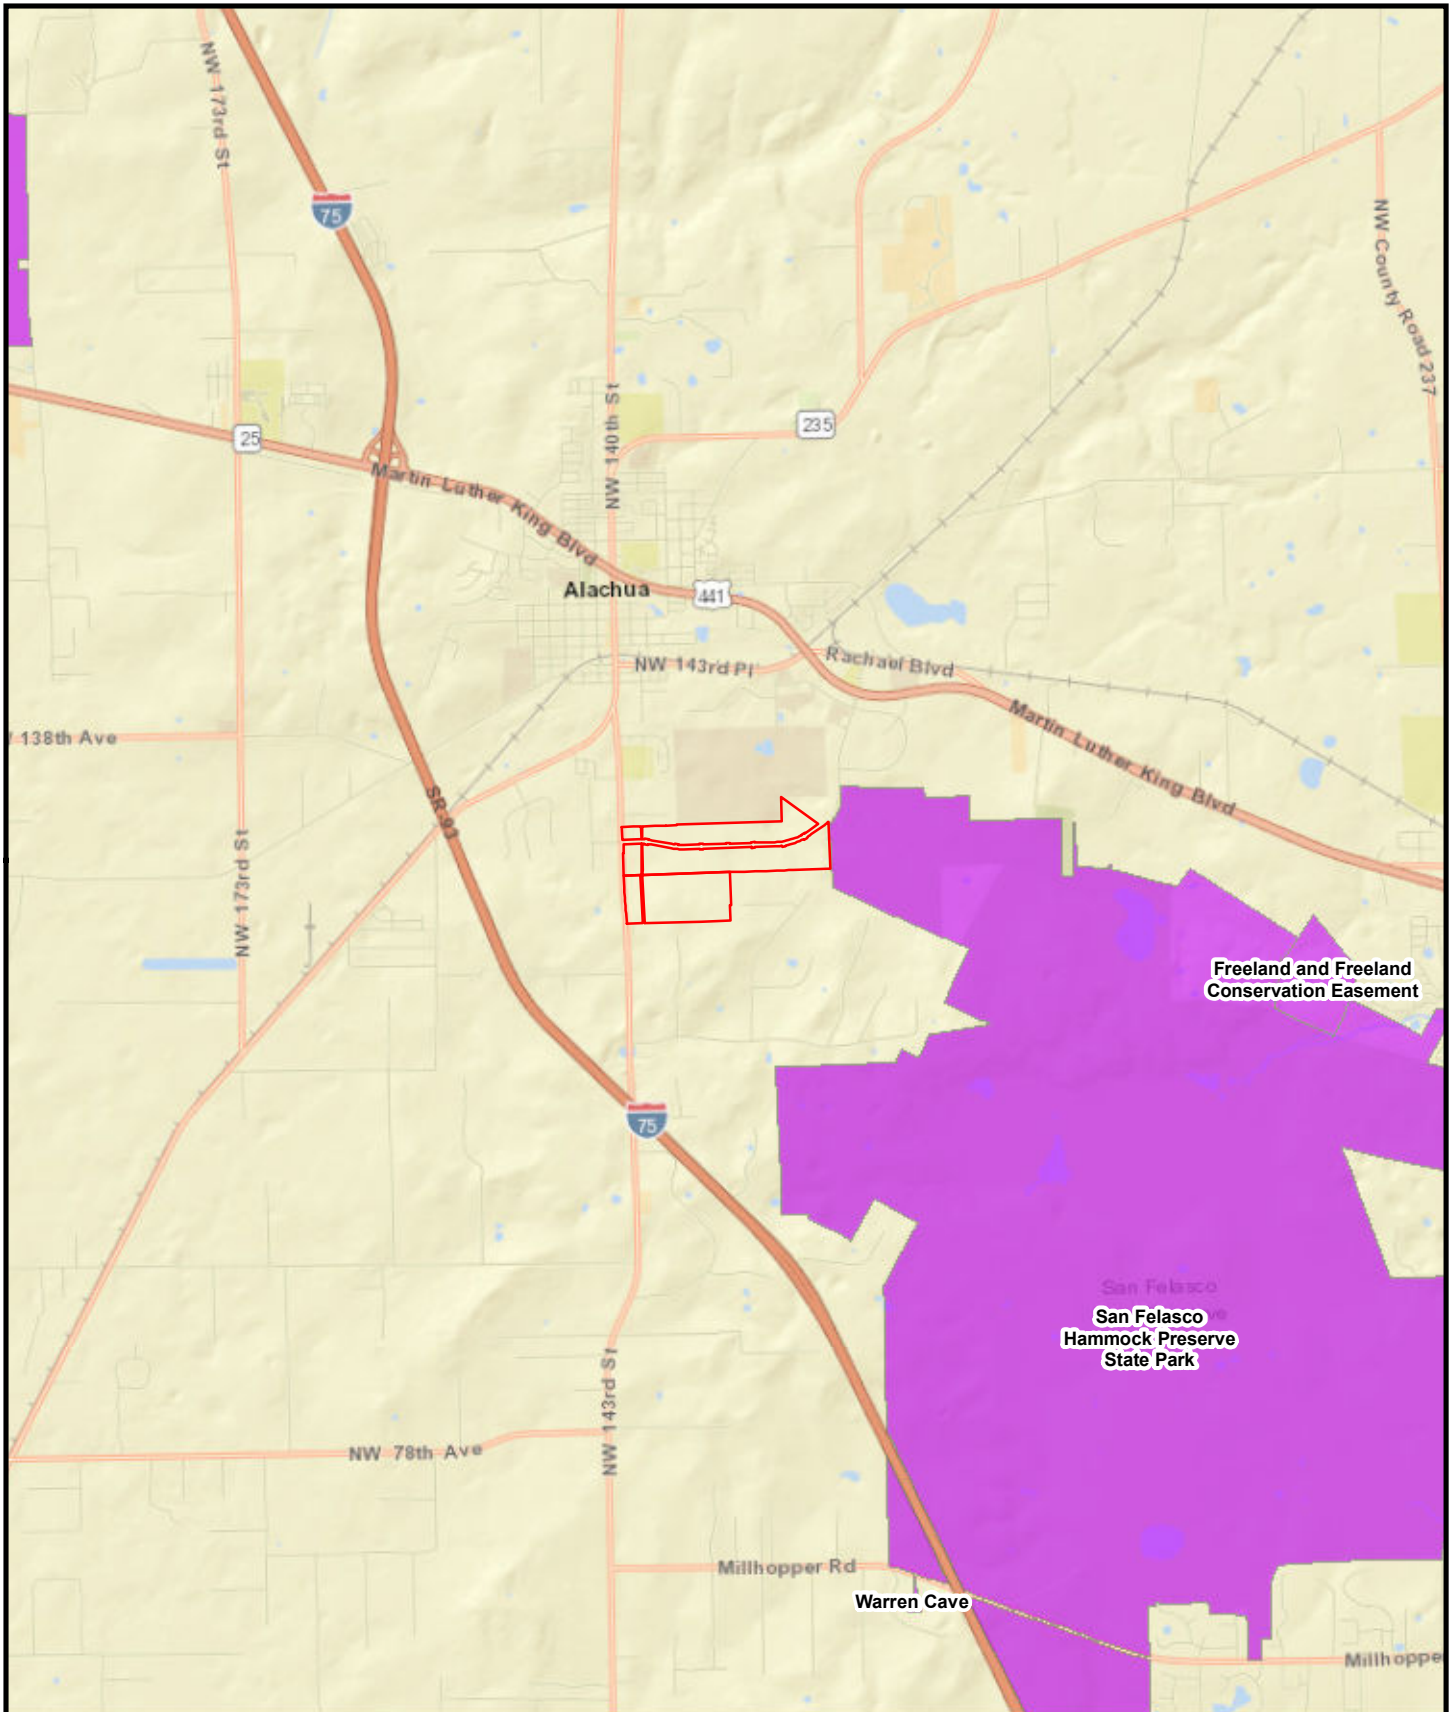 NW 173rd St
75
NW County Road 237
NW 140th St
235
25
Martin Luther King Blvd
Alachua
441
NW 143rd Pl
Rachael Blvd
Martin Luther King Blvd
138th Ave
SR 93
NW 173rd St
Freeland and Freeland
Conservation Easement
75
San Felasco
San Felasco
Hammock Preserve
State Park
NW 143rd St
NW 78th Ave
Millhopper Rd
Warren Cave
Millhoppe